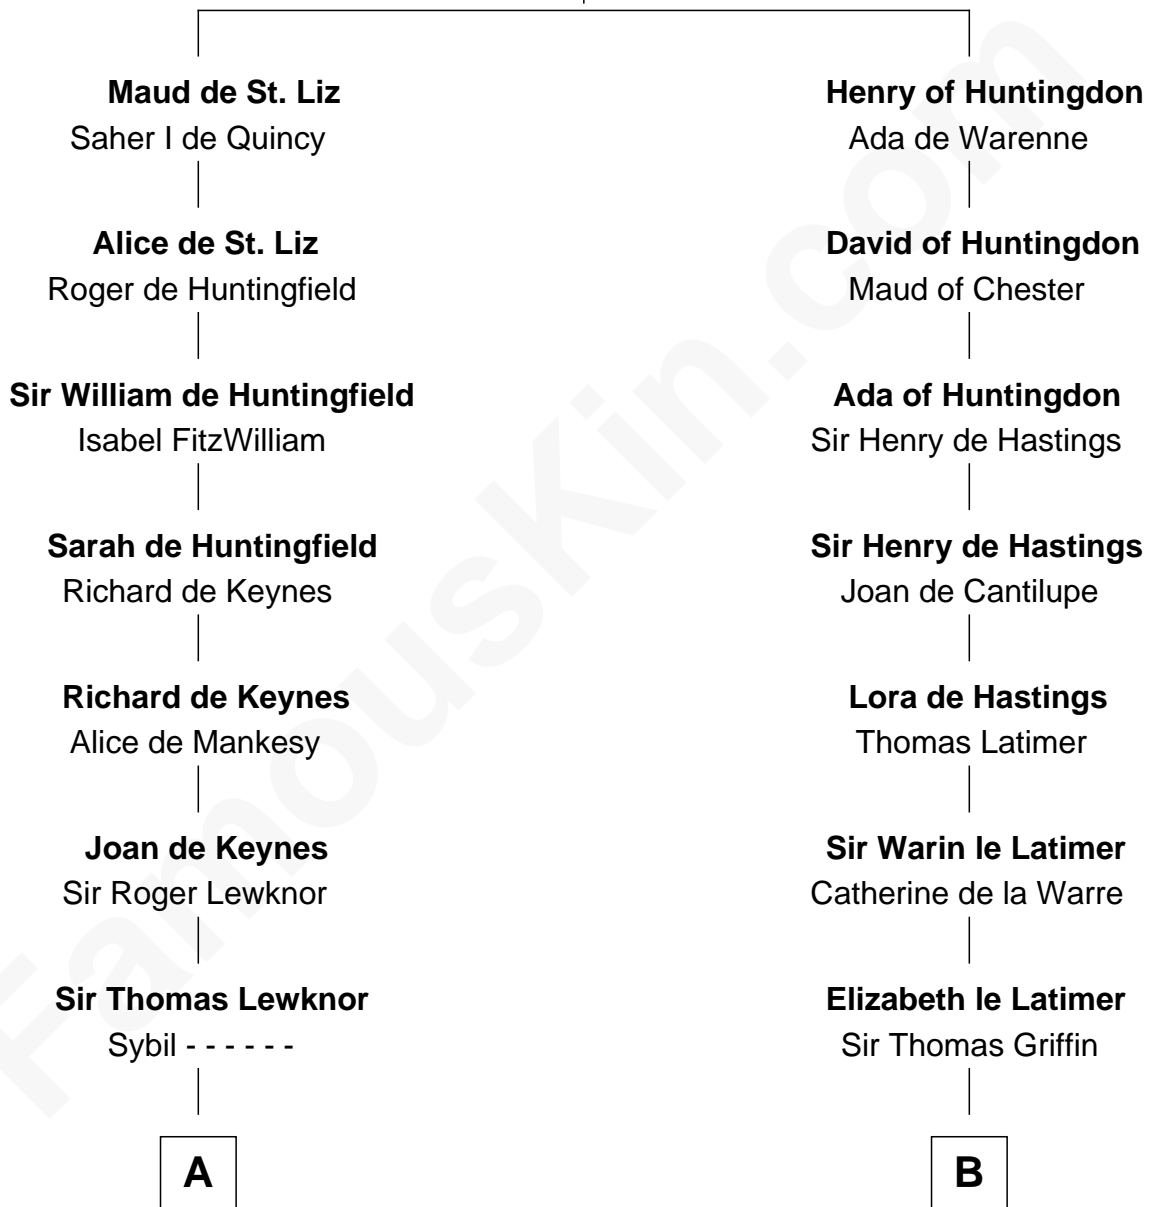 Maud de St. Liz
Saher I de Quincy
Alice de St. Liz
Roger de Huntingfield
Sir William de Huntingfield
Isabel FitzWilliam
Sarah de Huntingfield
Richard de Keynes
Richard de Keynes
Alice de Mankesy
Joan de Keynes
Sir Roger Lewknor
Sir Thomas Lewknor
Sybil - - - - - -
A
Henry of Huntingdon
Ada de Warenne
David of Huntingdon
Maud of Chester
Ada of Huntingdon
Sir Henry de Hastings
Sir Henry de Hastings
Joan de Cantilupe
Lora de Hastings
Thomas Latimer
Sir Warin le Latimer
Catherine de la Warre
Elizabeth le Latimer
Sir Thomas Griffin
B
FamousKin.com